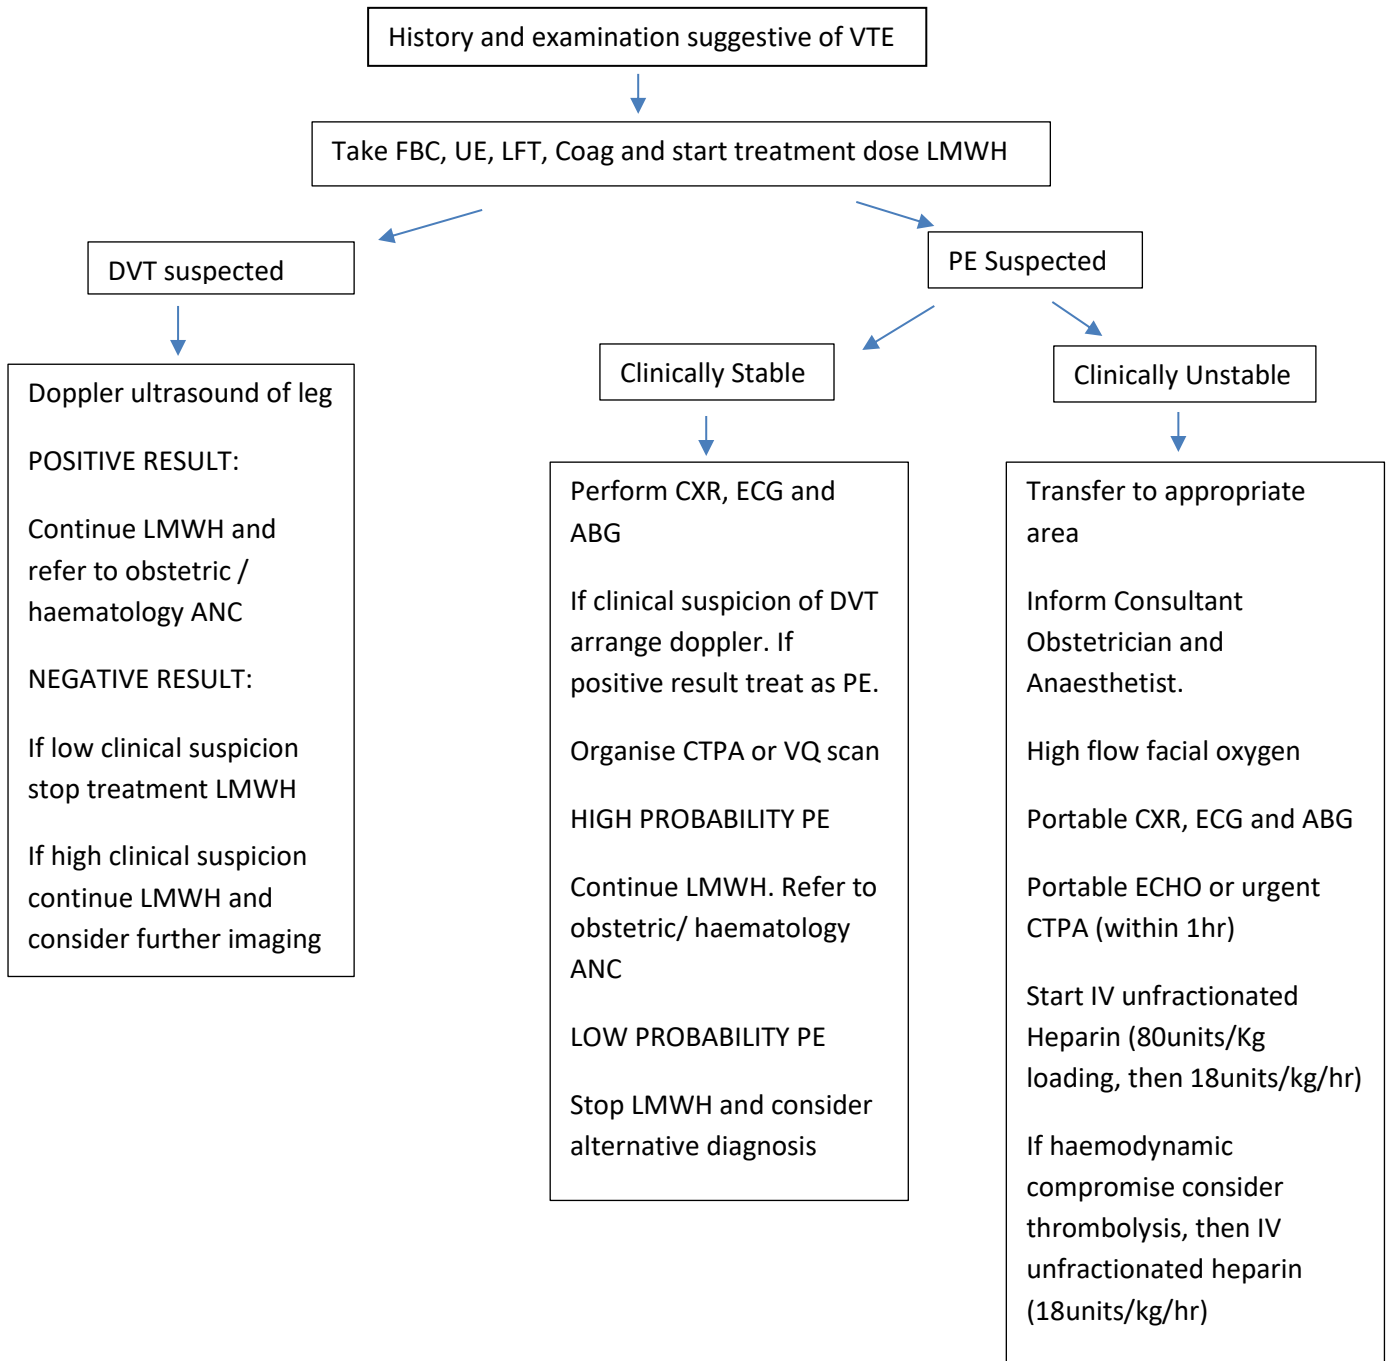 History and examination suggestive of VTE
Take FBC, UE, LFT, Coag and start treatment dose LMWH
DVT suspected
PE Suspected
Doppler ultrasound of leg
POSITIVE RESULT:
Continue LMWH and
refer to obstetric /
haematology ANC
NEGATIVE RESULT:
If low clinical suspicion
stop treatment LMWH
If high clinical suspicion
continue LMWH and
consider further imaging
Clinically Stable
Clinically Unstable
Perform CXR, ECG and
ABG
If clinical suspicion of DVT
arrange doppler. If
positive result treat as PE.
Organise CTPA or VQ scan
HIGH PROBABILITY PE
Continue LMWH. Refer to
obstetric/ haematology
ANC
LOW PROBABILITY PE
Stop LMWH and consider
alternative diagnosis
Transfer to appropriate
area
Inform Consultant
Obstetrician and
Anaesthetist.
High flow facial oxygen
Portable CXR, ECG and ABG
Portable ECHO or urgent
CTPA (within 1hr)
Start IV unfractionated
Heparin (80units/Kg
loading, then 18units/kg/hr)
If haemodynamic
compromise consider
thrombolysis, then IV
unfractionated heparin
(18units/kg/hr)